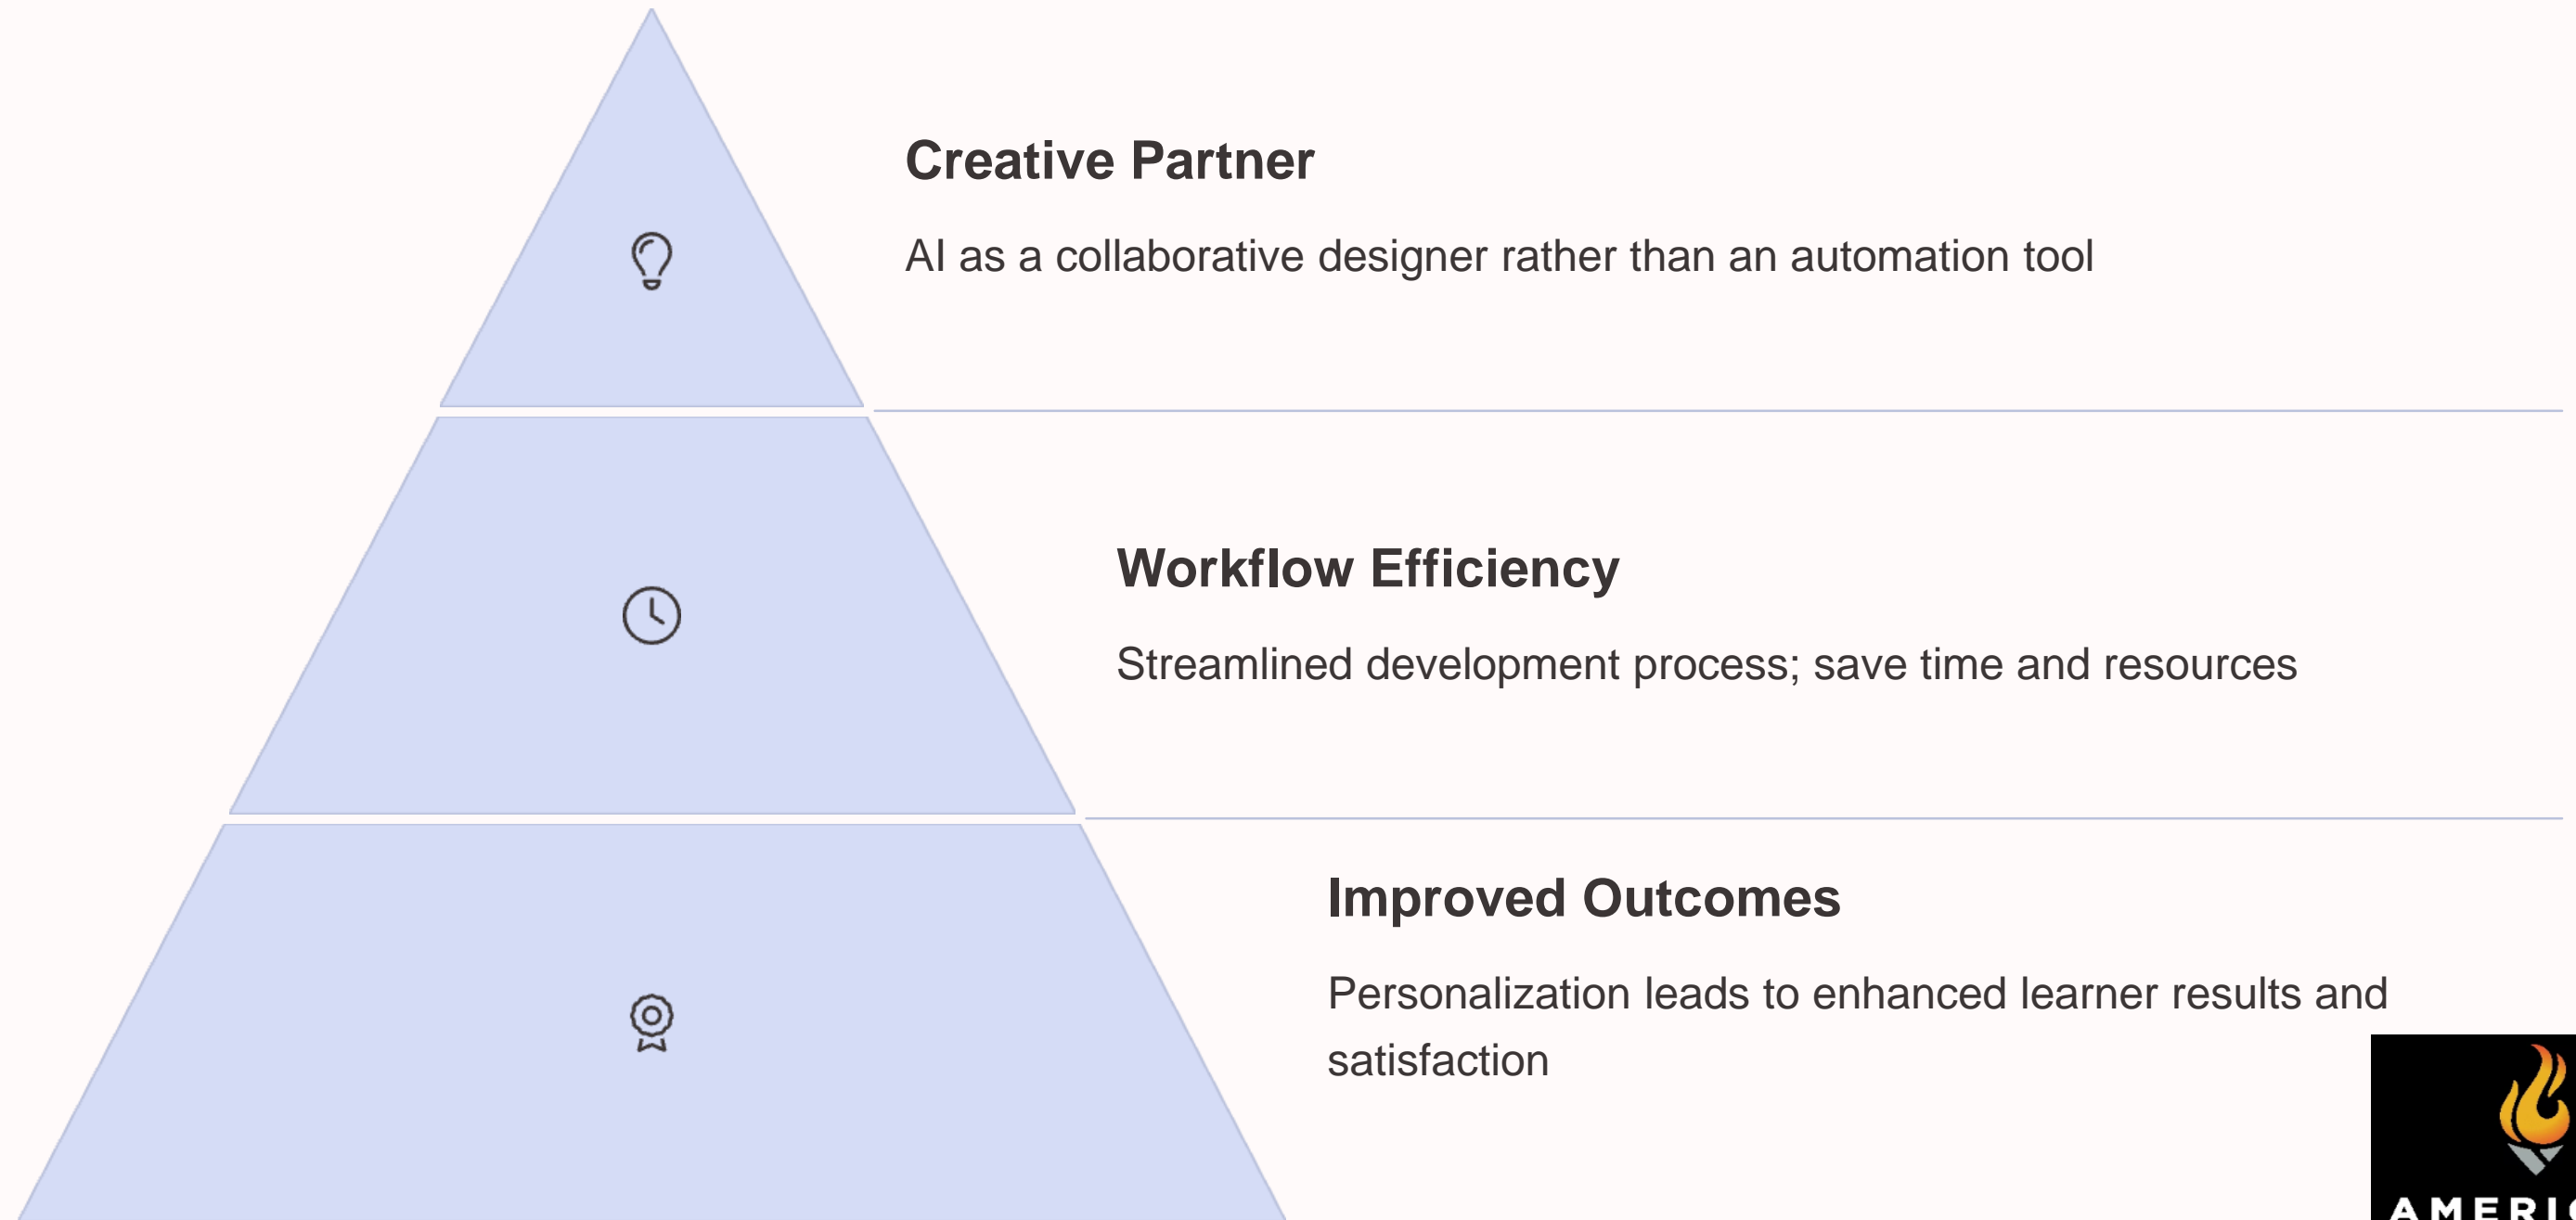 Creative Partner
AI as a collaborative designer rather than an automation tool
Workflow Efficiency
Streamlined development process; save time and resources
Improved Outcomes
Personalization leads to enhanced learner results and
satisfaction